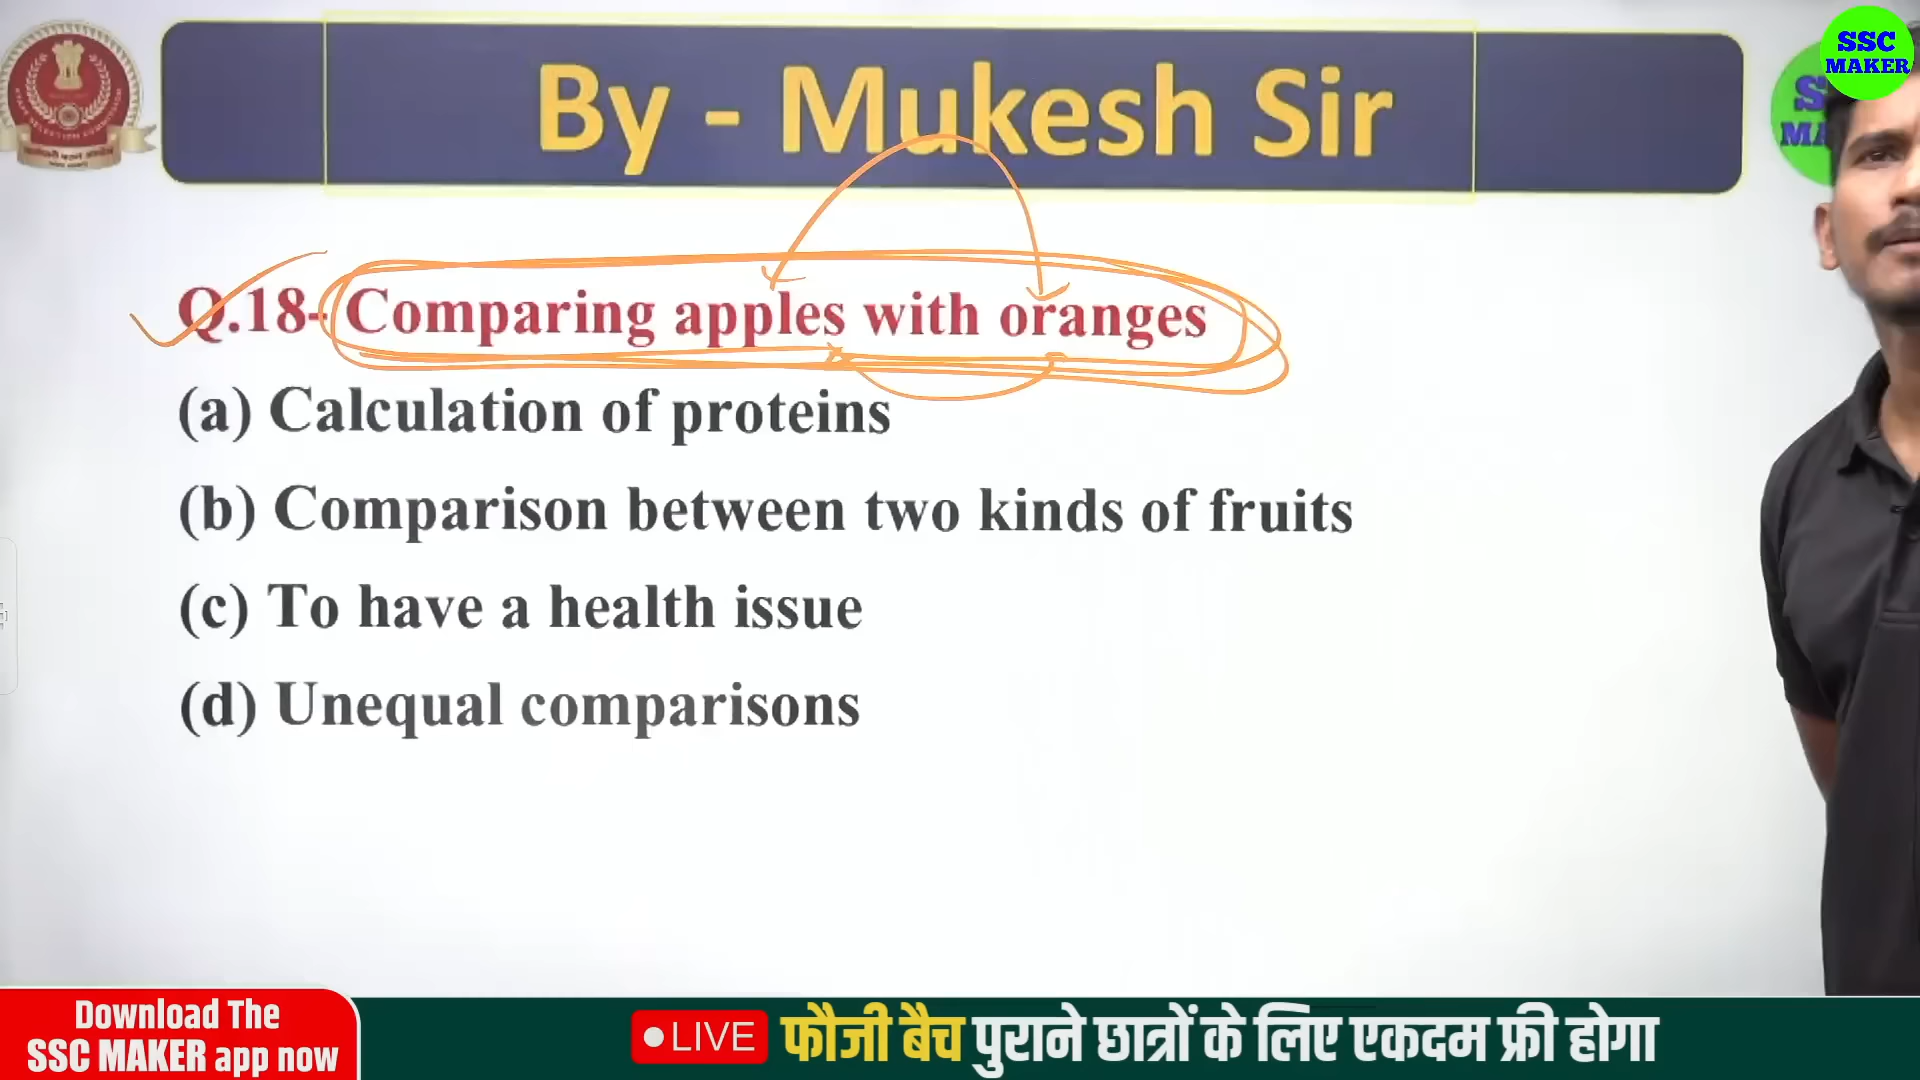 By - Mukesh Sir
SSC
MAKER
Q.18- Comparing apples with oranges
(a) Calculation of proteins
(b) Comparison between two kinds of fruits
(c) To have a health issue
(d) Unequal comparisons
Download The
SSC MAKER app now
LIVE फौजी बैच पुराने छात्रों के लिए एकदम फ्री होगा